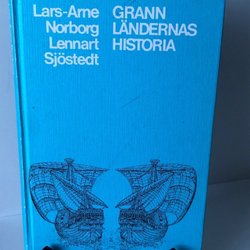 Lars-Arne
Norborg
Lennart
Sjöstedt
GRANN
LÄNDERNAS
HISTORIA